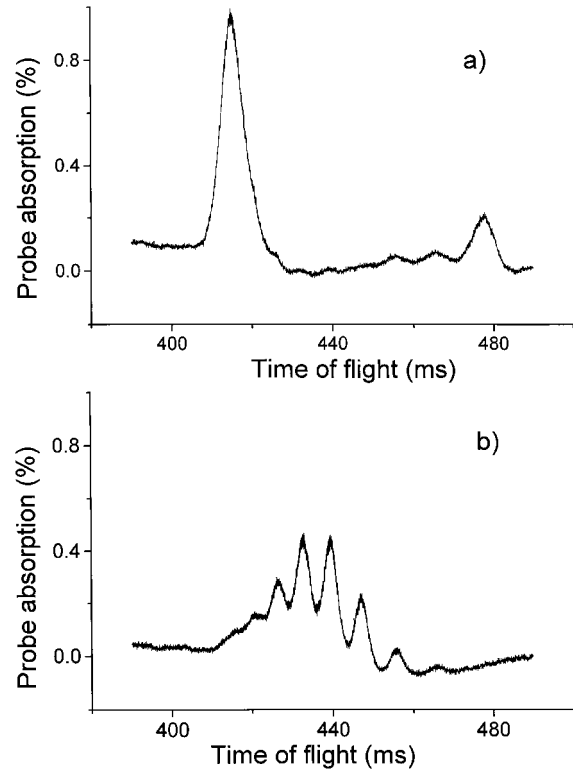 a)
0.8
0.4
0.0
Probe absorption (%)
400 440 480
Time of flight (ms)
b)
0.8
0.4
0.0
Probe absorption (%)
400 440 480
Time of flight (ms)